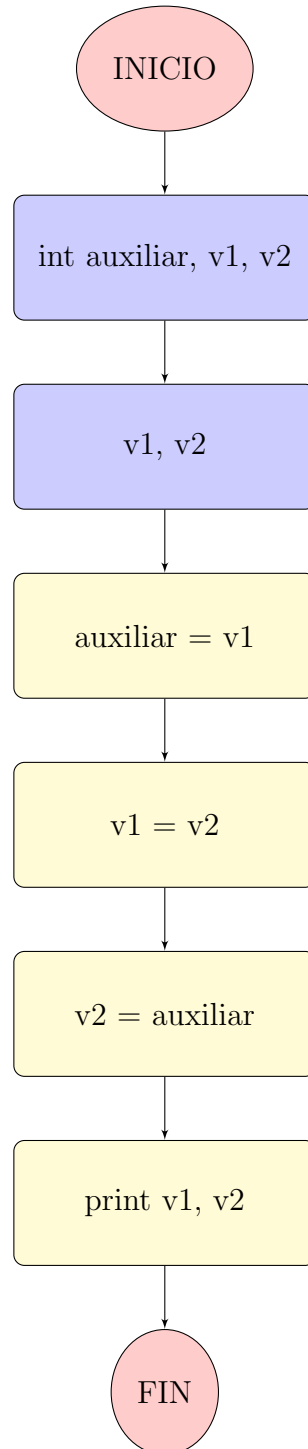 INICIO
int auxiliar, v1, v2
v1, v2
auxiliar = v1
v1 = v2
v2 = auxiliar
print v1, v2
FIN